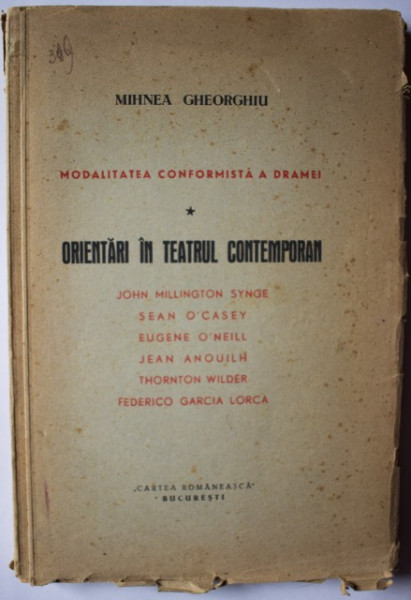 349
MIHNEA GHEORGHIU
MODALITATEA CONFORMISTĂ A DRAMEI
★
ORIENTĂRI ÎN TEATRUL CONTEMPORAN
JOHN MILLINGTON SYNGE
SEAN O'CASEY
EUGENE O'NEILL
JEAN ANOUILH
THORNTON WILDER
FEDERICO GARCIA LORCA
„CARTEA ROMÂNEASCĂ"
BUCUREȘTI